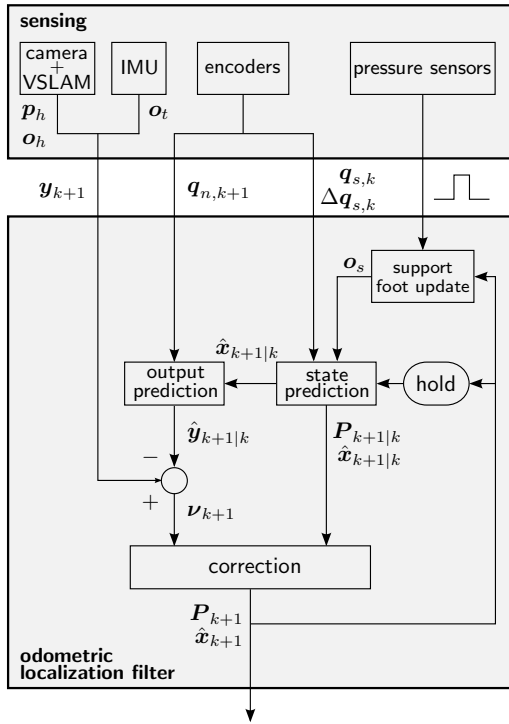 sensing
camera
+
VSLAM
IMU
encoders
pressure sensors
p_h
o_t
o_h
y_{k+1}
q_{n,k+1}
q_{s,k}
Δq_{s,k}
o_s
support
foot update
x̂_{k+1|k}
output
prediction
state
prediction
hold
ŷ_{k+1|k}
P_{k+1|k}
x̂_{k+1|k}
−
+
ν_{k+1}
correction
P_{k+1}
x̂_{k+1}
odometric
localization filter